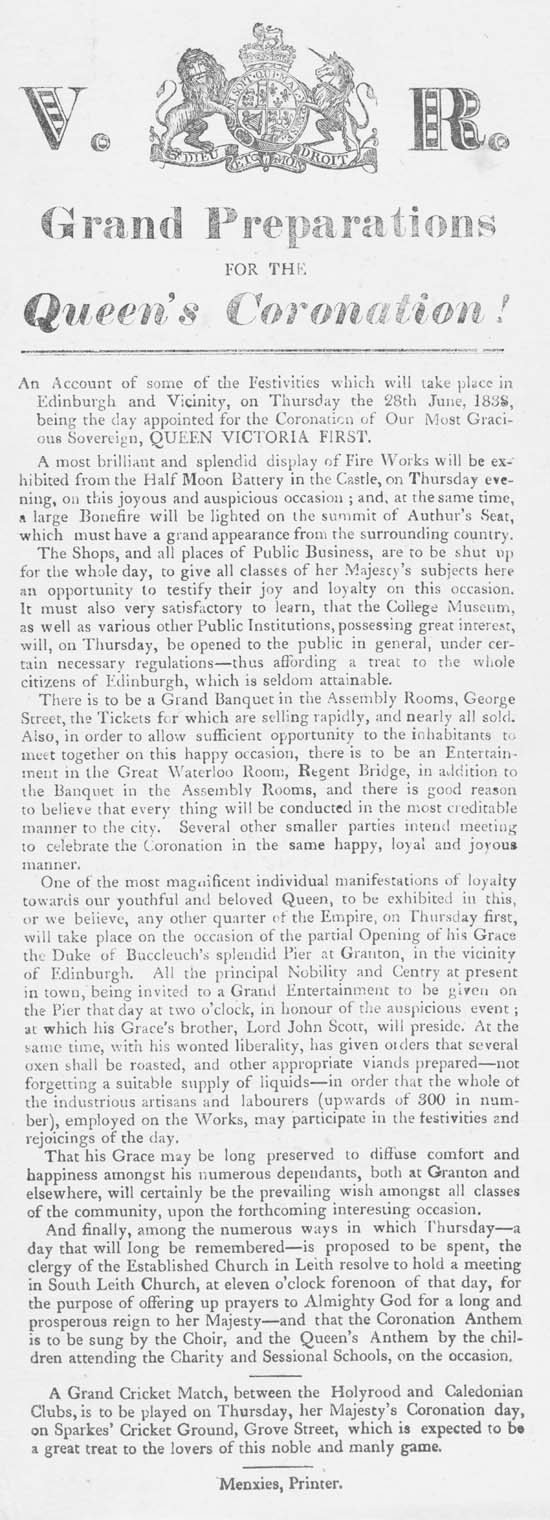 V. R.
SOIT QUI MAL
DIEU ET MON DROIT
Grand Preparations
FOR THE
Queen's Coronation!
An Account of some of the Festivities which will take place in
Edinburgh and Vicinity, on Thursday the 28th June, 1838,
being the day appointed for the Coronation of Our Most Graci-
ous Sovereign, QUEEN VICTORIA FIRST.
A most brilliant and splendid display of Fire Works will be ex-
hibited from the Half Moon Battery in the Castle, on Thursday eve-
ning, on this joyous and auspicious occasion; and, at the same time,
a large Bonefire will be lighted on the summit of Authur's Seat,
which must have a grand appearance from the surrounding country.
The Shops, and all places of Public Business, are to be shut up
for the whole day, to give all classes of her Majesty's subjects here
an opportunity to testify their joy and loyalty on this occasion.
It must also very satisfactory to learn, that the College Museum,
as well as various other Public Institutions, possessing great interest,
will, on Thursday, be opened to the public in general, under cer-
tain necessary regulations—thus affording a treat to the whole
citizens of Edinburgh, which is seldom attainable.
There is to be a Grand Banquet in the Assembly Rooms, George
Street, the Tickets for which are selling rapidly, and nearly all sold.
Also, in order to allow sufficient opportunity to the inhabitants to
meet together on this happy occasion, there is to be an Entertain-
ment in the Great Waterloo Room, Regent Bridge, in addition to
the Banquet in the Assembly Rooms, and there is good reason
to believe that every thing will be conducted in the most creditable
manner to the city. Several other smaller parties intend meeting
to celebrate the Coronation in the same happy, loyal and joyous
manner.
One of the most magnificent individual manifestations of loyalty
towards our youthful and beloved Queen, to be exhibited in this,
or we believe, any other quarter of the Empire, on Thursday first,
will take place on the occasion of the partial Opening of his Grace
the Duke of Buccleuch's splendid Pier at Granton, in the vicinity
of Edinburgh. All the principal Nobility and Centry at present
in town, being invited to a Grand Entertainment to be given on
the Pier that day at two o'clock, in honour of the auspicious event;
at which his Grace's brother, Lord John Scott, will preside. At the
same time, with his wonted liberality, has given orders that several
oxen shall be roasted, and other appropriate viands prepared—not
forgetting a suitable supply of liquids—in order that the whole of
the industrious artisans and labourers (upwards of 300 in num-
ber), employed on the Works, may participate in the festivities and
rejoicings of the day.
That his Grace may be long preserved to diffuse comfort and
happiness amongst his numerous dependants, both at Granton and
elsewhere, will certainly be the prevailing wish amongst all classes
of the community, upon the forthcoming interesting occasion.
And finally, among the numerous ways in which Thursday—a
day that will long be remembered—is proposed to be spent, the
clergy of the Established Church in Leith resolve to hold a meeting
in South Leith Church, at eleven o'clock forenoon of that day, for
the purpose of offering up prayers to Almighty God for a long and
prosperous reign to her Majesty—and that the Coronation Anthem
is to be sung by the Choir, and the Queen's Anthem by the chil-
dren attending the Charity and Sessional Schools, on the occasion.
A Grand Cricket Match, between the Holyrood and Caledonian
Clubs, is to be played on Thursday, her Majesty's Coronation day,
on Sparkes' Cricket Ground, Grove Street, which is expected to be
a great treat to the lovers of this noble and manly game.
Menxies, Printer.